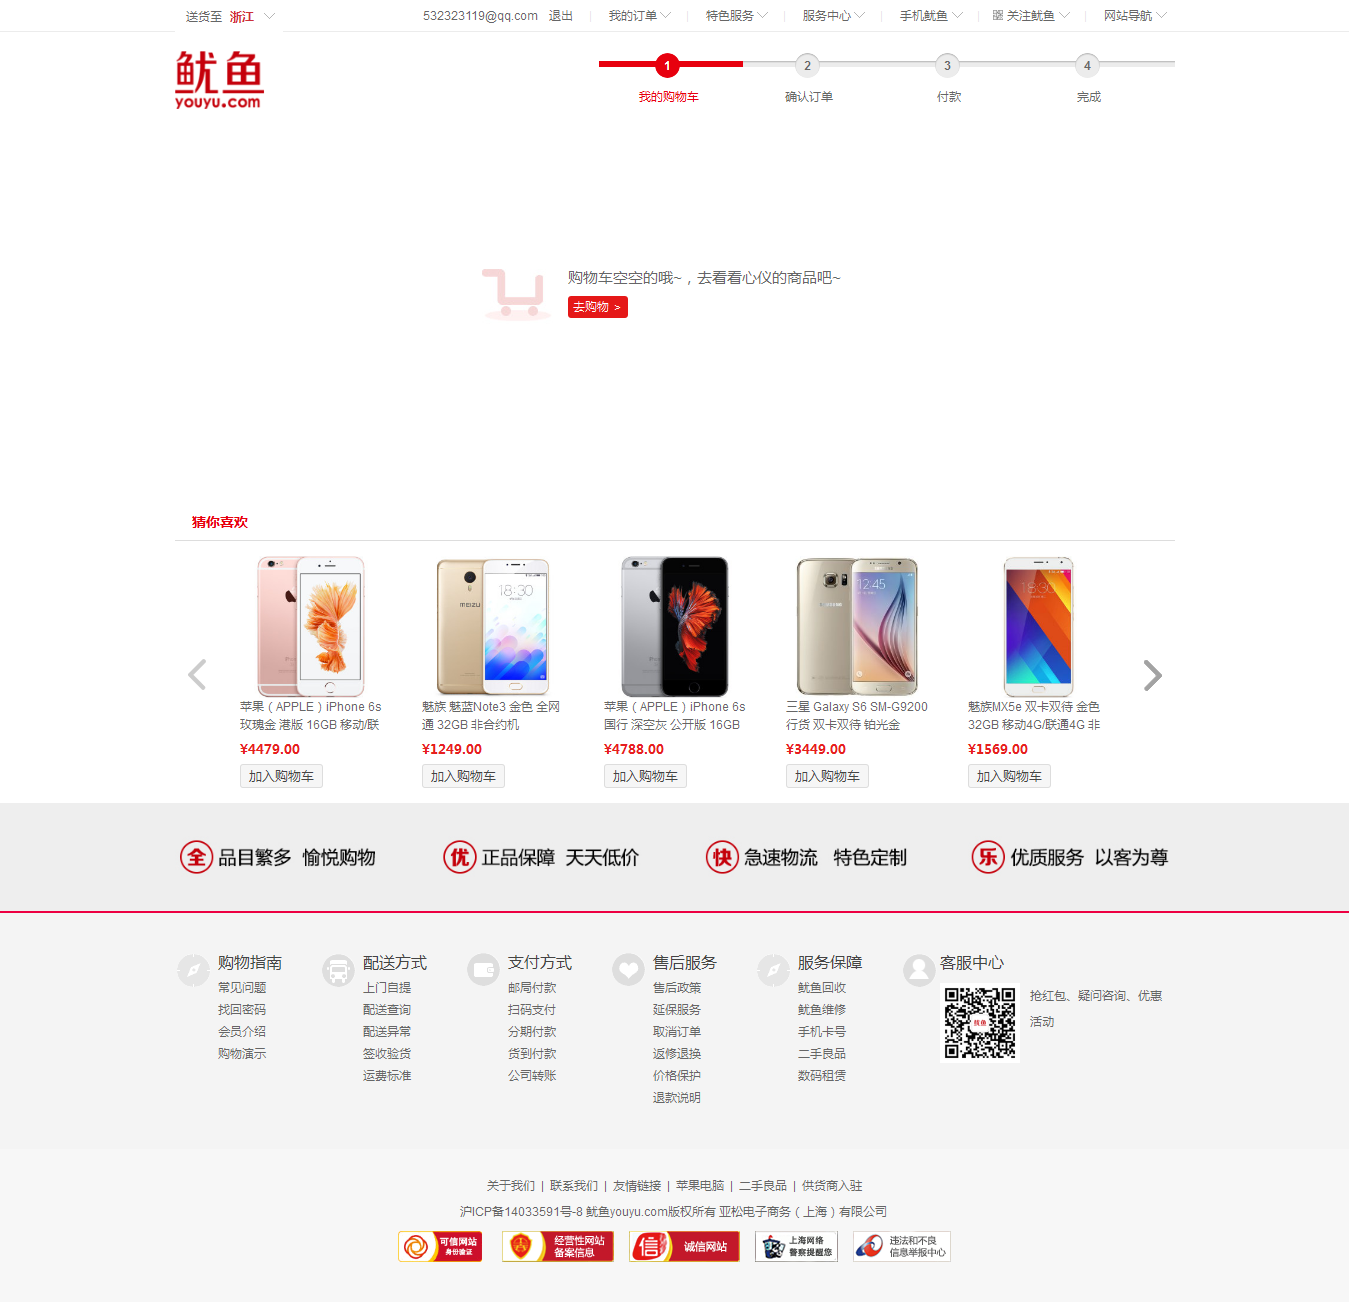 送货至 浙江 532323119@qq.com 退出 我的订单 特色服务 服务中心 手机鱿鱼 关注鱿鱼 网站导航
鱿鱼
youyu.com
1 2 3 4
我的购物车 确认订单 付款 完成
购物车空空的哦~，去看看心仪的商品吧~
去购物 >
猜你喜欢
18:30
MEIZU
12:45
苹果（APPLE）iPhone 6s 魅族 魅蓝Note3 金色 全网 苹果（APPLE）iPhone 6s 三星 Galaxy S6 SM-G9200 魅族MX5e 双卡双待 金色
玫瑰金 港版 16GB 移动/联 通 32GB 非合约机 国行 深空灰 公开版 16GB 行货 双卡双待 铂光金 32GB 移动4G/联通4G 非
¥4479.00 ¥1249.00 ¥4788.00 ¥3449.00 ¥1569.00
加入购物车 加入购物车 加入购物车 加入购物车 加入购物车
全 品目繁多 愉悦购物 优 正品保障 天天低价 快 急速物流 特色定制 乐 优质服务 以客为尊
购物指南 配送方式 支付方式 售后服务 服务保障 客服中心
常见问题 上门自提 邮局付款 售后政策 鱿鱼回收
抢红包、疑问咨询、优惠
找回密码 配送查询 扫码支付 延保服务 鱿鱼维修
活动
会员介绍 配送异常 分期付款 取消订单 手机卡号
购物演示 签收验货 货到付款 返修退换 二手良品
运费标准 公司转账 价格保护 数码租赁
退款说明
关于我们 | 联系我们 | 友情链接 | 苹果电脑 | 二手良品 | 供货商入驻
沪ICP备14033591号-8 鱿鱼youyu.com版权所有 亚松电子商务（上海）有限公司
可信网站 经营性网站 诚信网站 上海网络 违法和不良
身份验证 备案信息 警察提醒您 信息举报中心